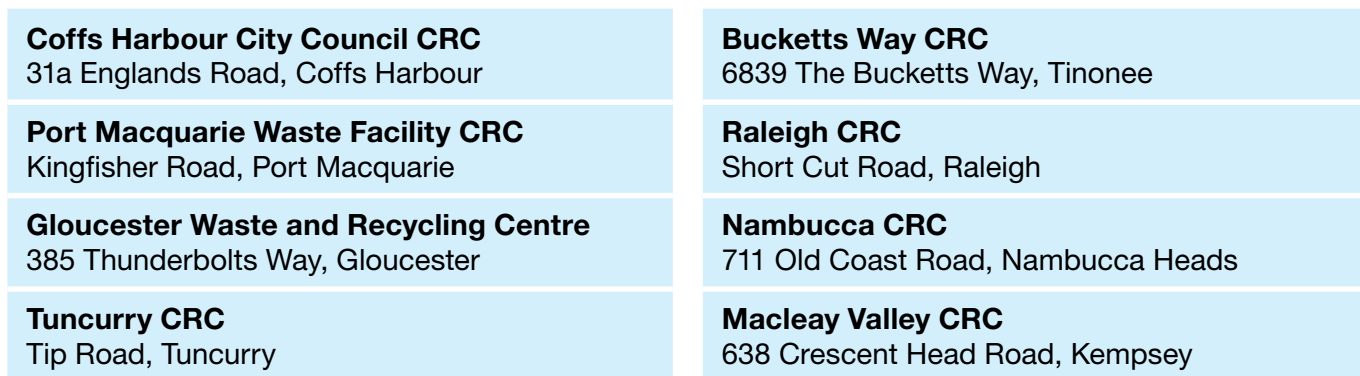 Coffs Harbour City Council CRC
31a Englands Road, Coffs Harbour
Port Macquarie Waste Facility CRC
Kingfisher Road, Port Macquarie
Gloucester Waste and Recycling Centre
385 Thunderbolts Way, Gloucester
Tuncurry CRC
Tip Road, Tuncurry
Bucketts Way CRC
6839 The Bucketts Way, Tinonee
Raleigh CRC
Short Cut Road, Raleigh
Nambucca CRC
711 Old Coast Road, Nambucca Heads
Macleay Valley CRC
638 Crescent Head Road, Kempsey